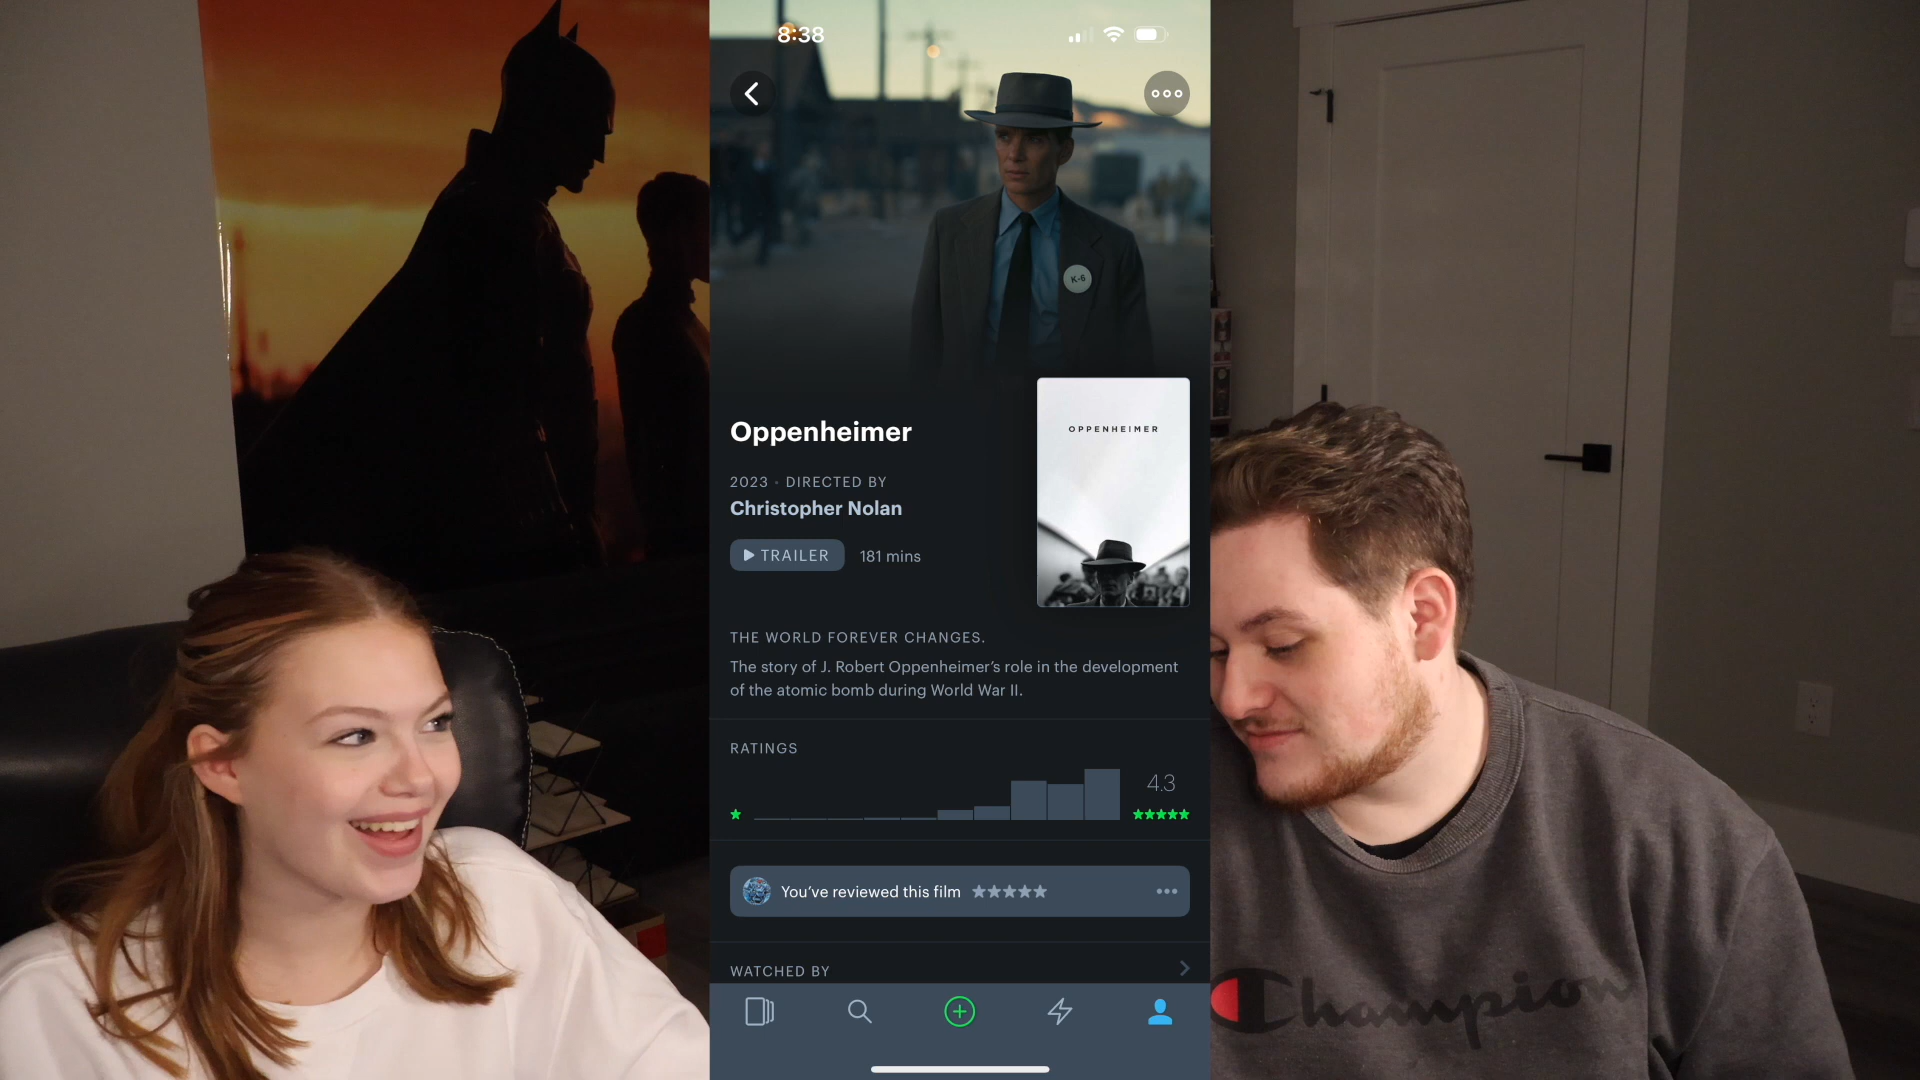 8:38
K-6
OPPENHEIMER
Oppenheimer
2023 • DIRECTED BY
Christopher Nolan
TRAILER 181 mins
THE WORLD FOREVER CHANGES.
The story of J. Robert Oppenheimer’s role in the development
of the atomic bomb during World War II.
RATINGS
4.3
You’ve reviewed this film
WATCHED BY
Champion